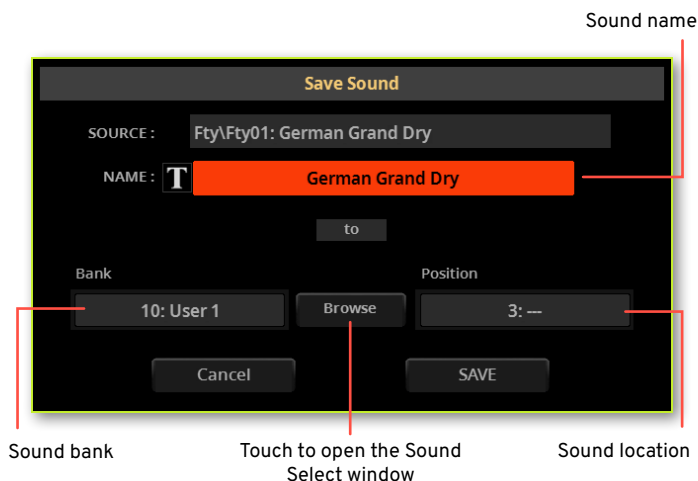 Sound name
Save Sound
SOURCE : Fty\Fty01: German Grand Dry
NAME : T German Grand Dry
to
Bank Position
10: User 1 Browse 3: ---
Cancel SAVE
Sound bank Touch to open the Sound Sound location
Select window